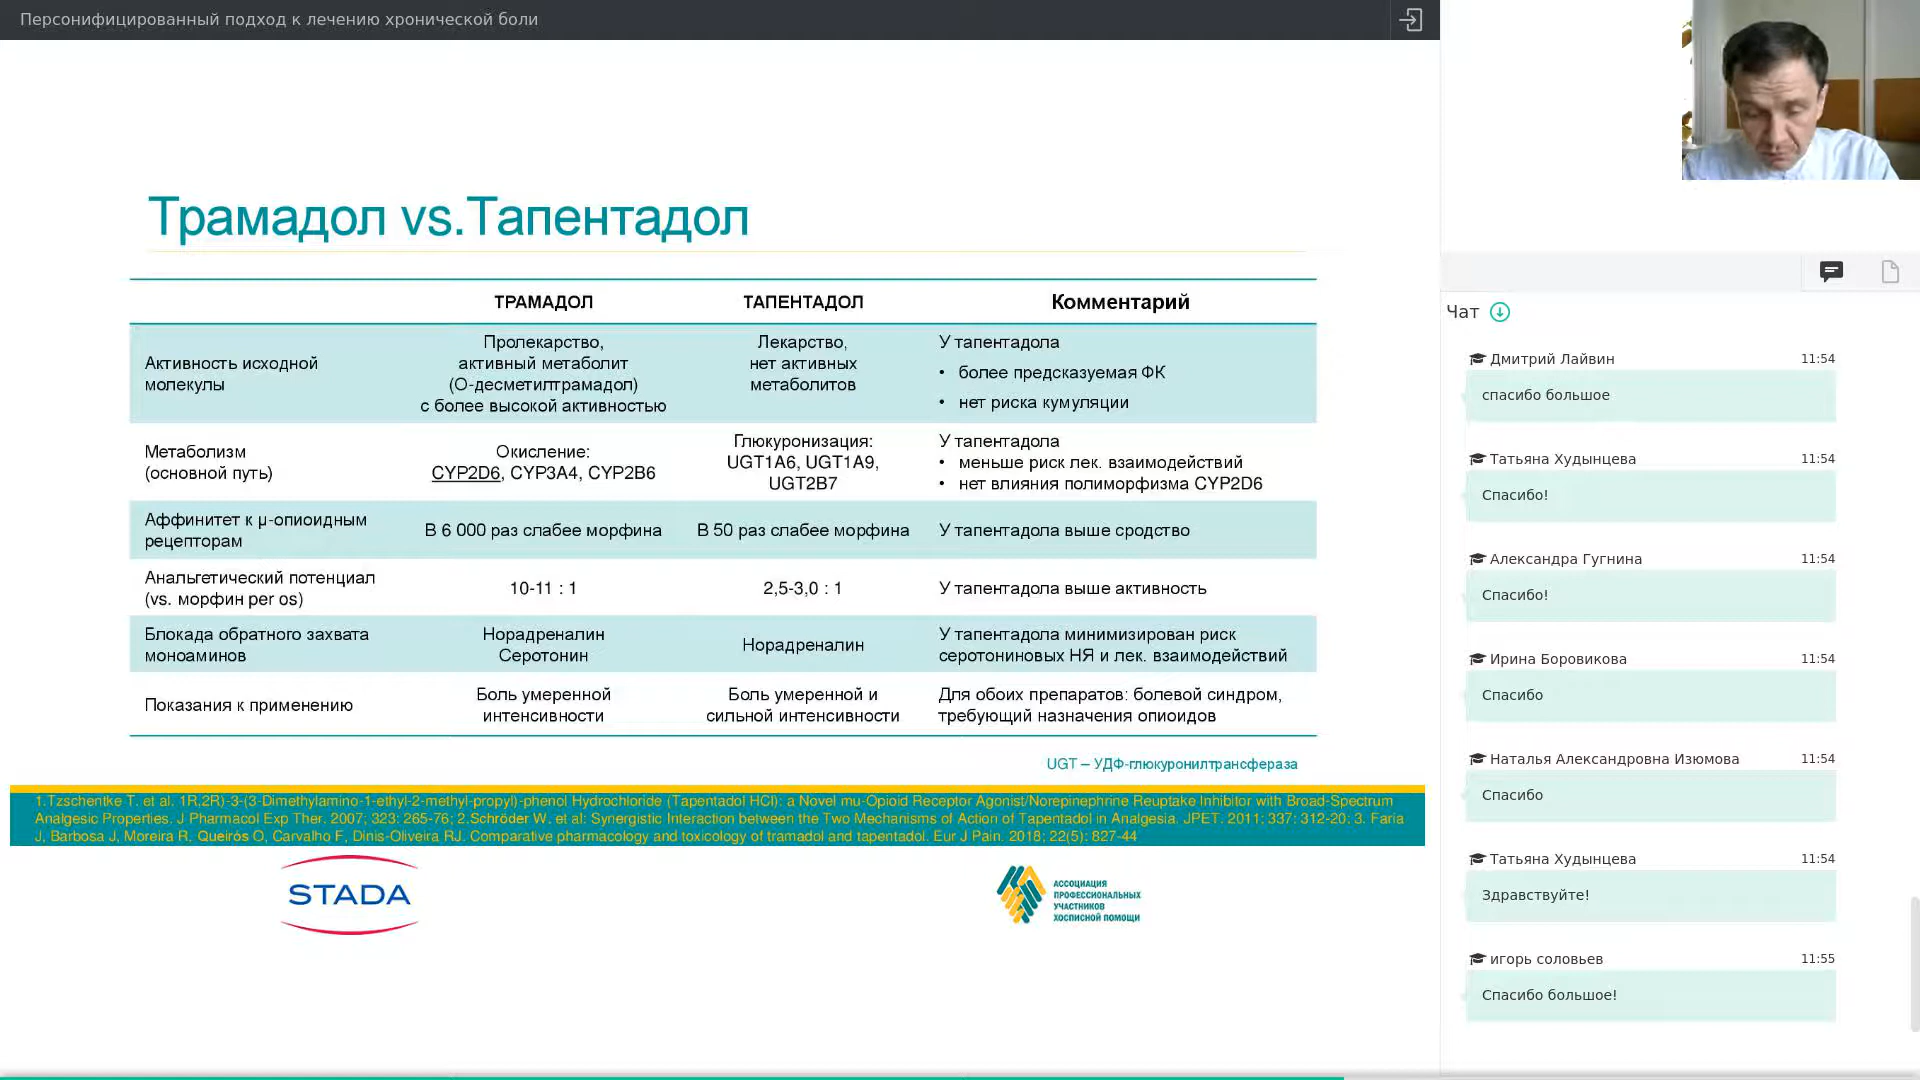 Персонифицированный подход к лечению хронической боли
Трамадол vs.Тапентадол
ТРАМАДОЛ
ТАПЕНТАДОЛ
Комментарий
Активность исходной
молекулы
Пролекарство,
активный метаболит
(О-десметилтрамадол)
с более высокой активностью
Лекарство,
нет активных
метаболитов
У тапентадола
• более предсказуемая ФК
• нет риска кумуляции
Метаболизм
(основной путь)
Окисление:
CYP2D6, CYP3A4, CYP2B6
Глюкуронизация:
UGT1A6, UGT1A9,
UGT2B7
У тапентадола
• меньше риск лек. взаимодействий
• нет влияния полиморфизма CYP2D6
Аффинитет к μ-опиоидным
рецепторам
В 6 000 раз слабее морфина
В 50 раз слабее морфина
У тапентадола выше сродство
Анальгетический потенциал
(vs. морфин per os)
10-11 : 1
2,5-3,0 : 1
У тапентадола выше активность
Блокада обратного захвата
моноаминов
Норадреналин
Серотонин
Норадреналин
У тапентадола минимизирован риск
серотониновых НЯ и лек. взаимодействий
Показания к применению
Боль умеренной
интенсивности
Боль умеренной и
сильной интенсивности
Для обоих препаратов: болевой синдром,
требующий назначения опиоидов
UGT – УДФ-глюкуронилтрансфераза
1.Tzschentke T. et al. 1R,2R)-3-(3-Dimethylamino-1-ethyl-2-methyl-propyl)-phenol Hydrochloride (Tapentadol HCl): a Novel mu-Opioid Receptor Agonist/Norepinephrine Reuptake Inhibitor with Broad-Spectrum
Analgesic Properties. J Pharmacol Exp Ther. 2007; 323: 265-76; 2.Schröder W. et al: Synergistic Interaction between the Two Mechanisms of Action of Tapentadol in Analgesia. JPET. 2011; 337: 312-20; 3. Faria
J, Barbosa J, Moreira R, Queirós O, Carvalho F, Dinis-Oliveira RJ. Comparative pharmacology and toxicology of tramadol and tapentadol. Eur J Pain. 2018; 22(5): 827-44
STADA
АССОЦИАЦИЯ
ПРОФЕССИОНАЛЬНЫХ
УЧАСТНИКОВ
ХОСПИСНОЙ ПОМОЩИ
Чат
Дмитрий Лайвин 11:54
спасибо большое
Татьяна Худынцева 11:54
Спасибо!
Александра Гугнина 11:54
Спасибо!
Ирина Боровикова 11:54
Спасибо
Наталья Александровна Изюмова 11:54
Спасибо
Татьяна Худынцева 11:54
Здравствуйте!
игорь соловьев 11:55
Спасибо большое!